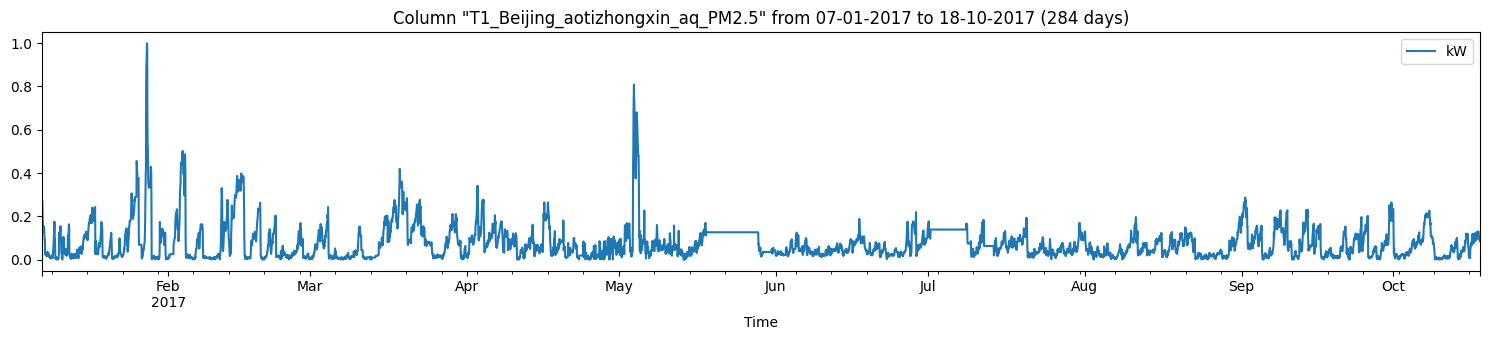 Column "T1_Beijing_aotizhongxin_aq_PM2.5" from 07-01-2017 to 18-10-2017 (284 days)
kW
1.0
0.8
0.6
0.4
0.2
0.0
Feb Mar Apr May Jun Jul Aug Sep Oct
2017
Time